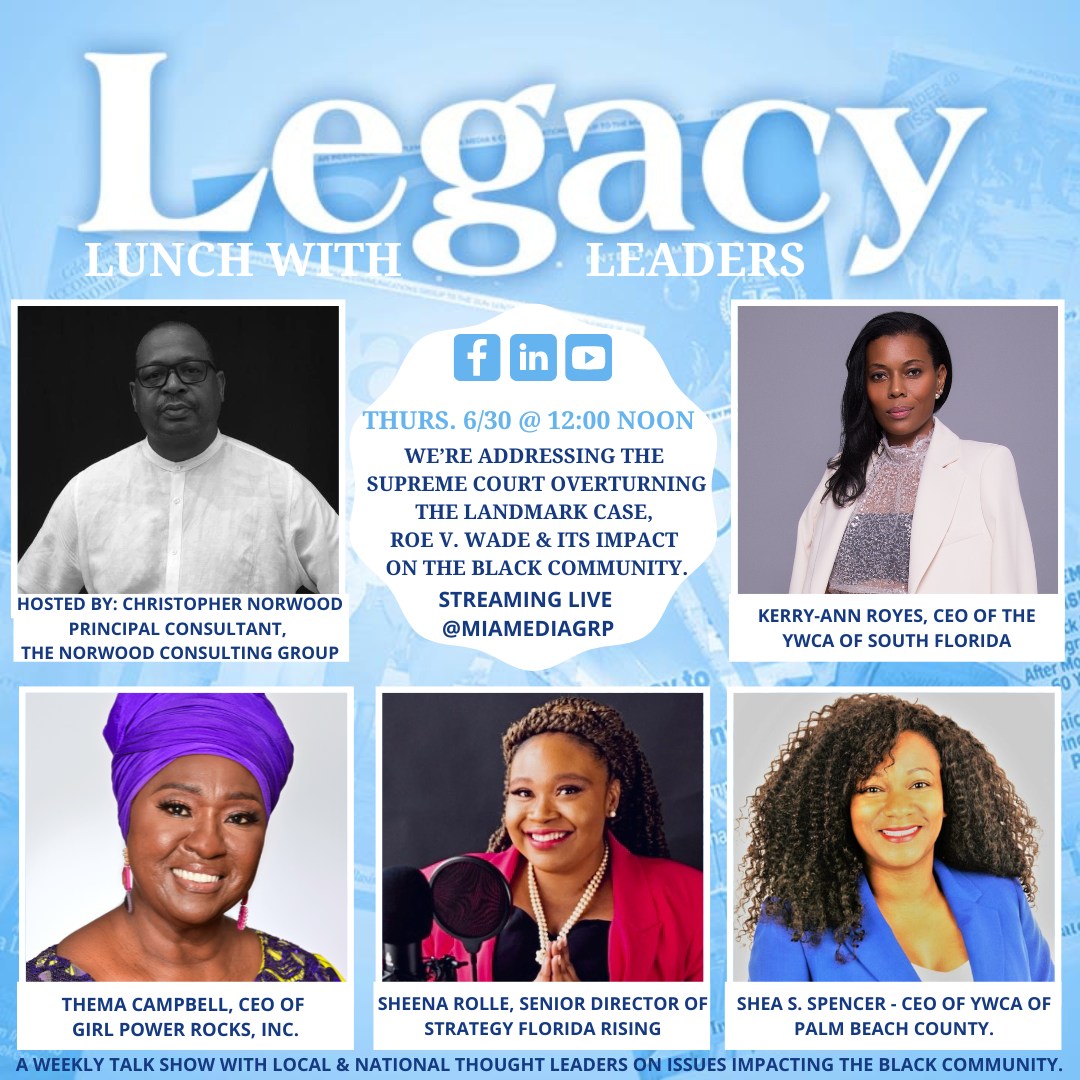 Legacy
LUNCH WITH LEADERS
f in
THURS. 6/30 @ 12:00 NOON
WE’RE ADDRESSING THE
SUPREME COURT OVERTURNING
THE LANDMARK CASE,
ROE V. WADE & ITS IMPACT
ON THE BLACK COMMUNITY.
STREAMING LIVE
@MIAMEDIAGRP
HOSTED BY: CHRISTOPHER NORWOOD
PRINCIPAL CONSULTANT,
THE NORWOOD CONSULTING GROUP
KERRY-ANN ROYES, CEO OF THE
YWCA OF SOUTH FLORIDA
THEMA CAMPBELL, CEO OF
GIRL POWER ROCKS, INC.
SHEENA ROLLE, SENIOR DIRECTOR OF
STRATEGY FLORIDA RISING
SHEA S. SPENCER - CEO OF YWCA OF
PALM BEACH COUNTY.
A WEEKLY TALK SHOW WITH LOCAL & NATIONAL THOUGHT LEADERS ON ISSUES IMPACTING THE BLACK COMMUNITY.